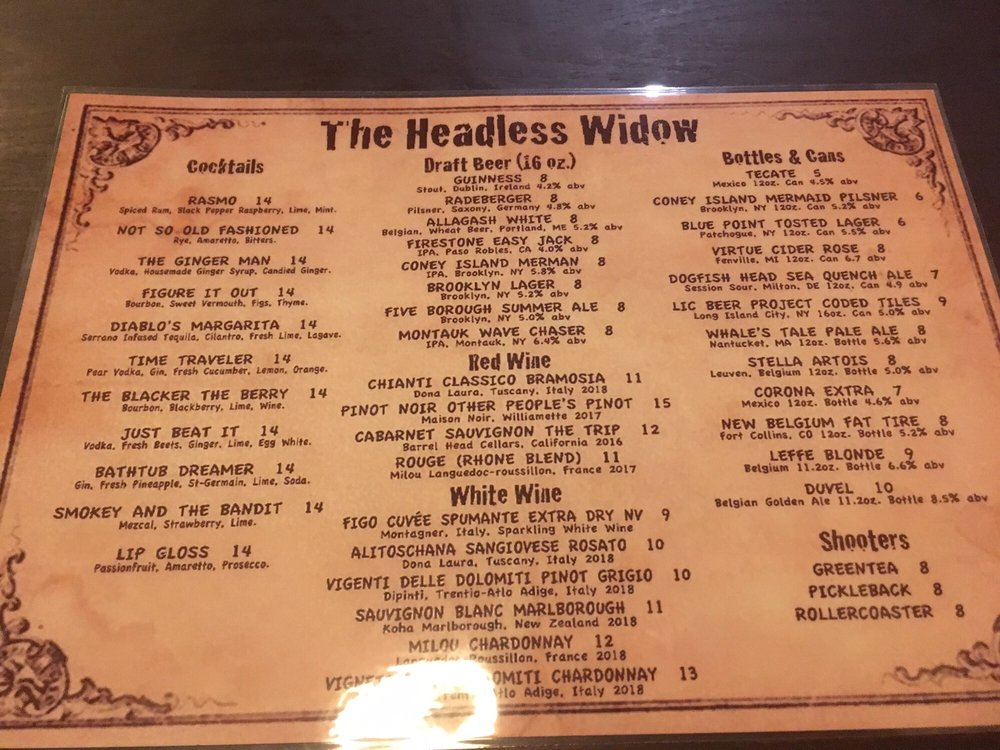 The Headless Widow
Cocktails
RASMO 14
Spiced Rum, Black Pepper Raspberry, Lime, Mint.
NOT SO OLD FASHIONED 14
Rye, Amaretto, Bitters.
THE GINGER MAN 14
Vodka, Housemade Ginger Syrup, Candied Ginger.
FIGURE IT OUT 14
Bourbon, Sweet Vermouth, Figs, Thyme.
DIABLO'S MARGARITA 14
Serrano Infused Tequila, Cilantro, Fresh Lime, Lagave.
TIME TRAVELER 14
Pear Vodka, Gin, Fresh Cucumber, Lemon, Orange.
THE BLACKER THE BERRY 14
Bourbon, Blackberry, Lime, Wine.
JUST BEAT IT 14
Vodka, Fresh Beets, Ginger, Lime, Egg White.
BATHTUB DREAMER 14
Gin, Fresh Pineapple, St-Germain, Lime, Soda.
SMOKEY AND THE BANDIT 14
Mezcal, Strawberry, Lime.
LIP GLOSS 14
Passionfruit, Amaretto, Prosecco.
Draft Beer (16 oz.)
GUINNESS 8
Stout, Dublin, Ireland 4.2% abv
RADEBERGER 8
Pilsner, Saxony, Germany 4.8% abv
ALLAGASH WHITE 8
Belgian, Wheat Beer, Portland, ME 5.2% abv
FIRESTONE EASY JACK 8
IPA, Paso Robles, CA 4.0% abv
CONEY ISLAND MERMAN 8
IPA, Brooklyn, NY 5.8% abv
BROOKLYN LAGER 8
Brooklyn, NY 5.2% abv
FIVE BOROUGH SUMMER ALE 8
Brooklyn, NY 5.0% abv
MONTAUK WAVE CHASER 8
IPA, Montauk, NY 6.4% abv
Red Wine
CHIANTI CLASSICO BRAMOSIA 11
Dona Laura, Tuscany, Italy 2018
PINOT NOIR OTHER PEOPLE'S PINOT 15
Maison Noir, Williamette 2017
CABARNET SAUVIGNON THE TRIP 12
Barrel Head Cellars, California 2016
ROUGE (RHONE BLEND) 11
Milou Languedoc-roussillon, France 2017
White Wine
FIGO CUVÉE SPUMANTE EXTRA DRY NV 9
Montagner, Italy, Sparkling White Wine
ALITOSCHANA SANGIOVESE ROSATO 10
Dona Laura, Tuscany, Italy 2018
VIGENTI DELLE DOLOMITI PINOT GRIGIO 10
Dipinti, Trentio-Atlo Adige, Italy 2018
SAUVIGNON BLANC MARLBOROUGH 11
Koha Marlborough, New Zealand 2018
MILOU CHARDONNAY 12
Languedoc-Roussillon, France 2018
CHARDONNAY 13
Atlo Adige, Italy 2018
Bottles & Cans
TECATE 5
Mexico 12oz. Can 4.5% abv
CONEY ISLAND MERMAID PILSNER 6
Brooklyn, NY 12oz. Can 5.2% abv
BLUE POINT TOSTED LAGER 6
Patchogue, NY 12oz. Can 5.5% abv
VIRTUE CIDER ROSE 8
Fenville, MI 12oz. Can 6.7
DOGFISH HEAD SEA QUENCH ALE 7
Session Sour, Milton, DE 12oz. Can 4.9 abv
LIC BEER PROJECT CODED TILES 9
Long Island City, NY 16oz. Can 5.0% abv
WHALE'S TALE PALE ALE 8
Nantucket, MA 12oz. Bottle 5.6% abv
STELLA ARTOIS 8
Leuven, Belgium 12oz. Bottle 5.0% abv
CORONA EXTRA 7
Mexico 12oz. Bottle 4.6% abv
NEW BELGIUM FAT TIRE 8
Fort Collins, CO 12oz. Bottle 5.2% abv
LEFFE BLONDE 9
Belgium 11.2oz. Bottle 6.6% abv
DUVEL 10
Belgian Golden Ale 11.2oz. Bottle 8.5% abv
Shooters
GREENTEA 8
PICKLEBACK 8
ROLLERCOASTER 8